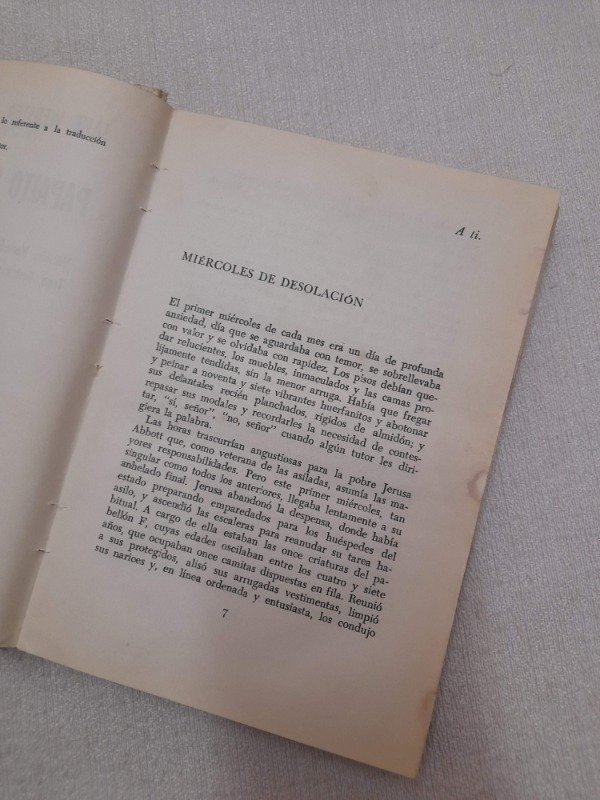 lo referente a la traducción
PAPAITO
A ti.
MIÉRCOLES DE DESOLACIÓN
El primer miércoles de cada mes era un día de profunda
ansiedad, día que se aguardaba con temor, se sobrellevaba
con valor y se olvidaba con rapidez. Los pisos debían que-
dar relucientes, los muebles, inmaculados y las camas pro-
lijamente tendidas, sin la menor arruga. Había que fregar
y peinar a noventa y siete vibrantes huerfanitos y abotonar
sus delantales recién planchados, rígidos de almidón; y
repasar sus modales y recordarles la necesidad de contes-
tar, "sí, señor" "no, señor" cuando algún tutor les diri-
giera la palabra.
Las horas trascurrían angustiosas para la pobre Jerusa
Abbott que, como veterana de las asiladas, asumía las ma-
yores responsabilidades. Pero este primer miércoles, tan
singular como todos los anteriores, llegaba lentamente a su
anhelado final. Jerusa abandonó la despensa, donde había
estado preparando emparedados para los huéspedes del
asilo, y ascendió las escaleras para reanudar su tarea ha-
bitual. A cargo de ella estaban las once criaturas del pa-
bellón F, cuyas edades oscilaban entre los cuatro y siete
años, que ocupaban once camitas dispuestas en fila. Reunió
a sus protegidos, alisó sus arrugadas vestimentas, limpió
sus narices y, en línea ordenada y entusiasta, los condujo
7